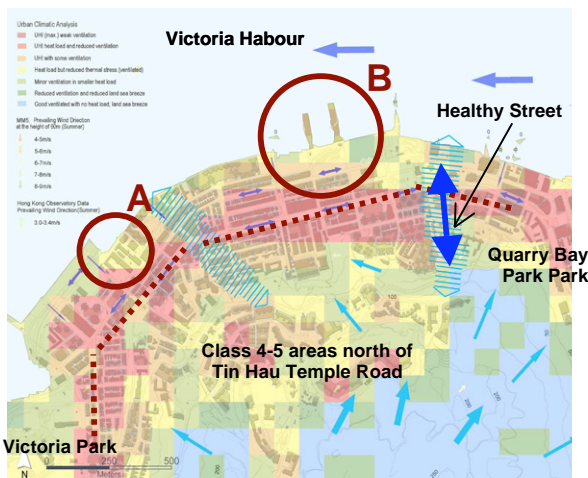 Urban Climatic Analysis
UHI (max.) weak ventilation
UHI heat load and reduced ventilation
UHI with some ventilation
Heat load but reduced thermal stress (ventilated)
Minor ventilation in smaller heat load
Reduced ventilation and reduced land sea breeze
Good ventilated with no heat load, land sea breeze
MM5, Prevailing Wind Direction
at the height of 60m (Summer)
4-5m/s
5-6m/s
6-7m/s
7-8m/s
8-9m/s
Hong Kong Observatory Data
Prevailing Wind Direction(Summer)
3.0-3.4m/s
Victoria Habour
B
Healthy Street
A
Quarry Bay
Park Park
100
Class 4-5 areas north of
Tin Hau Temple Road
200
Victoria Park
0 250 500
Meters
N